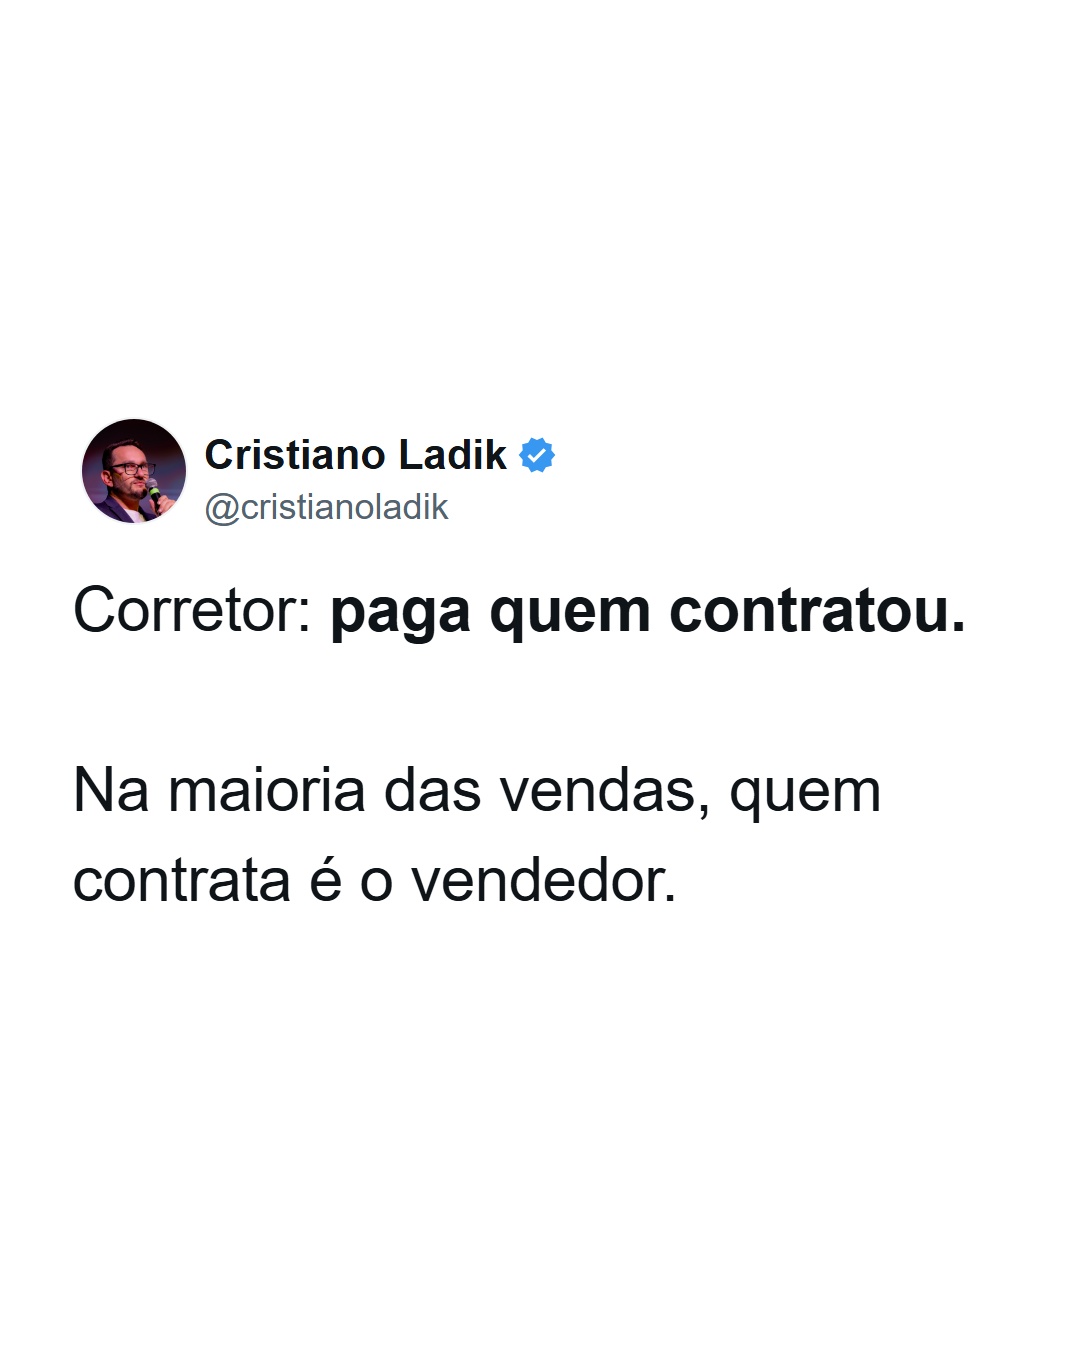 Cristiano Ladik
@cristianoladik
Corretor: paga quem contratou.
Na maioria das vendas, quem
contrata é o vendedor.